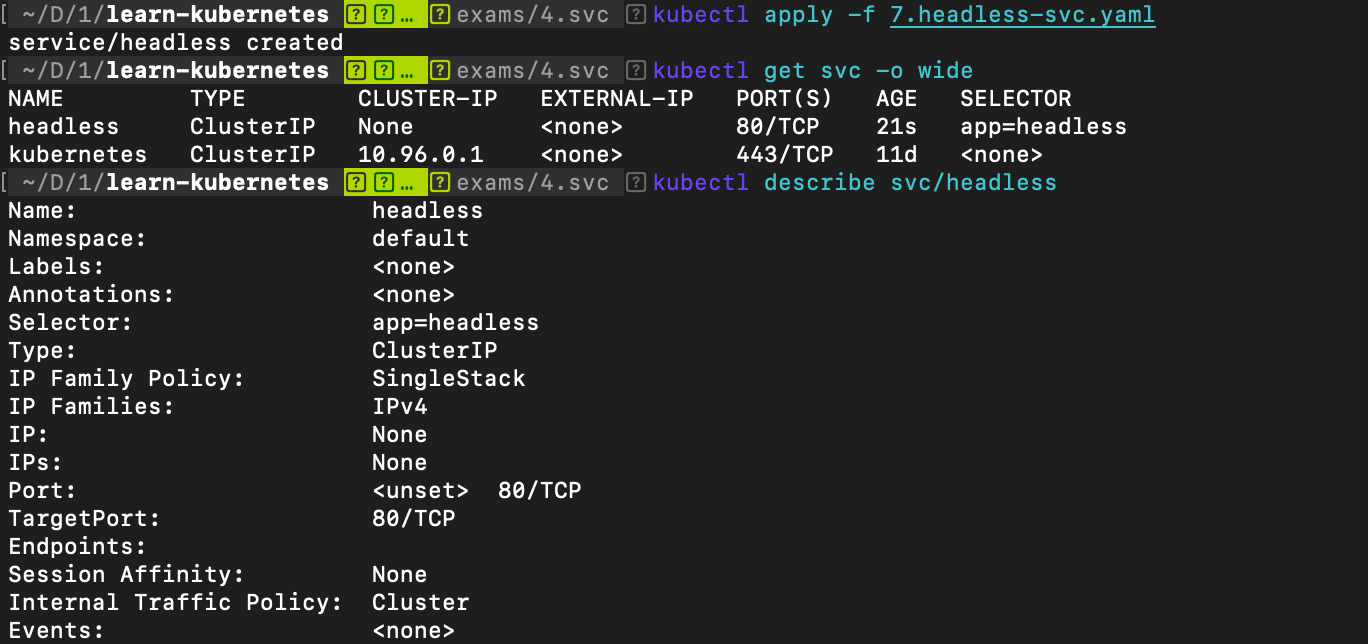 ~/D/1/learn-kubernetes ? ? … ? exams/4.svc ? kubectl apply -f 7.headless-svc.yaml
service/headless created
~/D/1/learn-kubernetes ? ? … ? exams/4.svc ? kubectl get svc -o wide
NAME TYPE CLUSTER-IP EXTERNAL-IP PORT(S) AGE SELECTOR
headless ClusterIP None <none> 80/TCP 21s app=headless
kubernetes ClusterIP 10.96.0.1 <none> 443/TCP 11d <none>
~/D/1/learn-kubernetes ? ? … ? exams/4.svc ? kubectl describe svc/headless
Name: headless
Namespace: default
Labels: <none>
Annotations: <none>
Selector: app=headless
Type: ClusterIP
IP Family Policy: SingleStack
IP Families: IPv4
IP: None
IPs: None
Port: <unset> 80/TCP
TargetPort: 80/TCP
Endpoints:
Session Affinity: None
Internal Traffic Policy: Cluster
Events: <none>